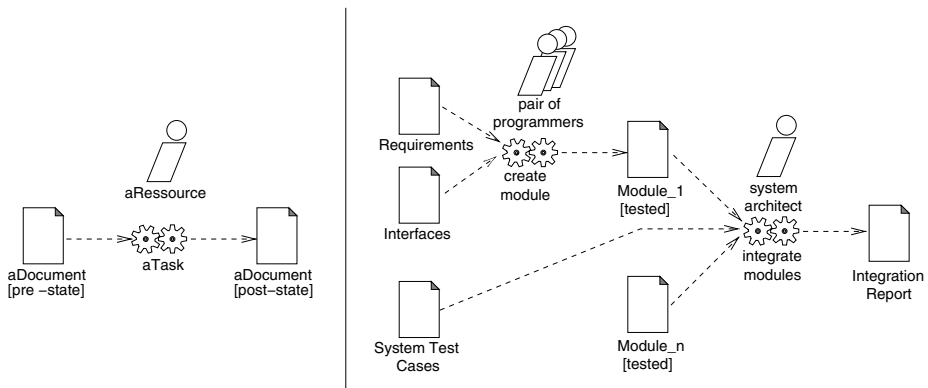 aRessource
aDocument
[pre –state]
aTask
aDocument
[post–state]
pair of
programmers
Requirements
create
module
Interfaces
Module_1
[tested]
system
architect
integrate
modules
Integration
Report
System Test
Cases
Module_n
[tested]